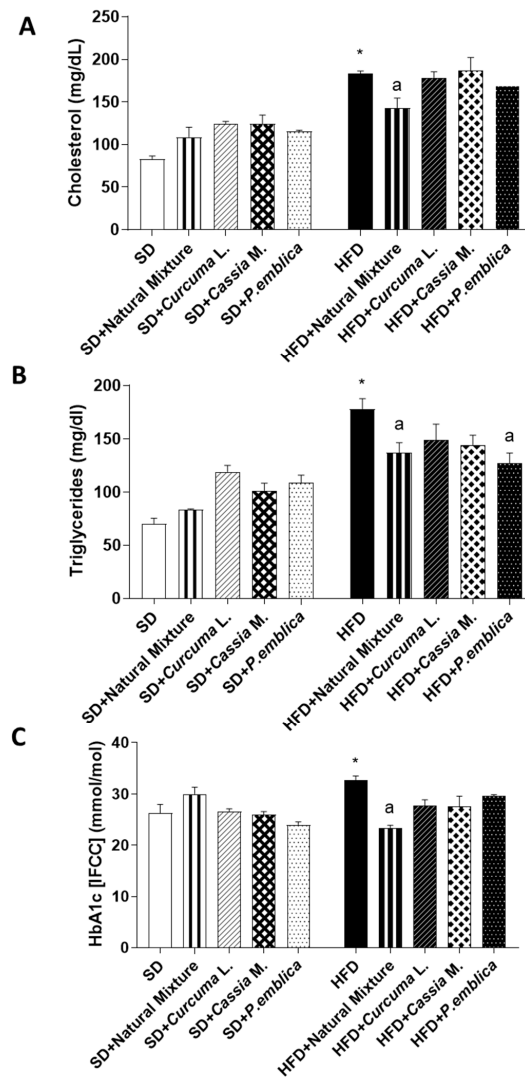 A
Cholesterol (mg/dL)
250
200
150
100
50
0
*
a
SD
SD+Natural Mixture
SD+Curcuma L.
SD+Cassia M.
SD+P.emblica
HFD
HFD+Natural Mixture
HFD+Curcuma L.
HFD+Cassia M.
HFD+P.emblica
B
Triglycerides (mg/dl)
200
150
100
50
0
*
a
a
SD
SD+Natural Mixture
SD+Curcuma L.
SD+Cassia M.
SD+P.emblica
HFD
HFD+Natural Mixture
HFD+Curcuma L.
HFD+Cassia M.
HFD+P.emblica
C
HbA1c [IFCC] (mmol/mol)
40
30
20
10
0
*
a
SD
SD+Natural Mixture
SD+Curcuma L.
SD+Cassia M.
SD+P.emblica
HFD
HFD+Natural Mixture
HFD+Curcuma L.
HFD+Cassia M.
HFD+P.emblica